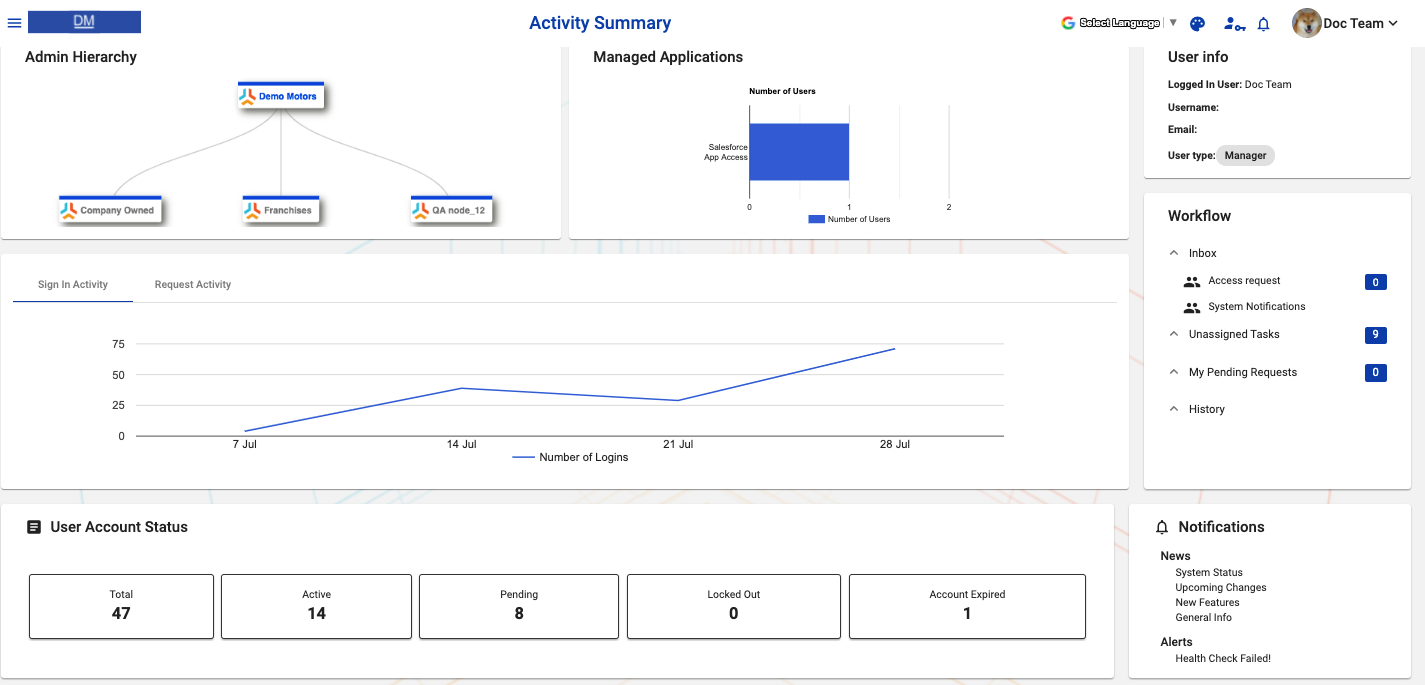 DM
Activity Summary
Select Language
Doc Team
Admin Hierarchy
Demo Motors
Company Owned
Franchises
QA node_12
Managed Applications
Number of Users
Salesforce
App Access
0 1 2
Number of Users
User info
Logged In User: Doc Team
Username:
Email:
User type: Manager
Workflow
Inbox
Access request 0
System Notifications
Unassigned Tasks 9
My Pending Requests 0
History
Sign In Activity
Request Activity
75
50
25
0
7 Jul 14 Jul 21 Jul 28 Jul
Number of Logins
User Account Status
Total
47
Active
14
Pending
8
Locked Out
0
Account Expired
1
Notifications
News
System Status
Upcoming Changes
New Features
General Info
Alerts
Health Check Failed!